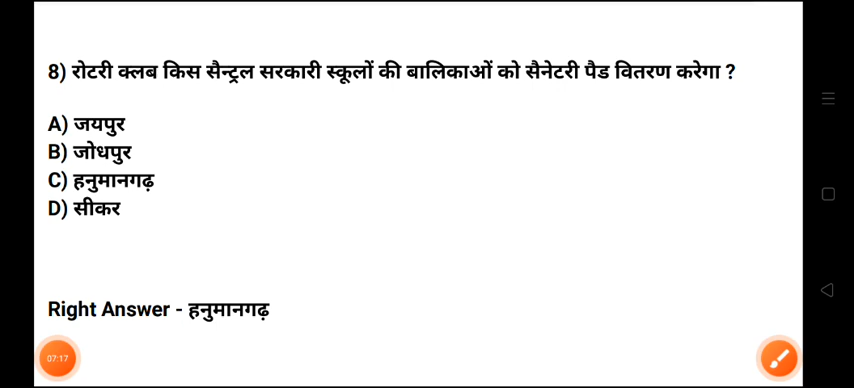 8) रोटरी क्लब किस सैन्ट्रल सरकारी स्कूलों की बालिकाओं को सैनेटरी पैड वितरण करेगा ?
A) जयपुर
B) जोधपुर
C) हनुमानगढ़
D) सीकर
Right Answer - हनुमानगढ़
07:17